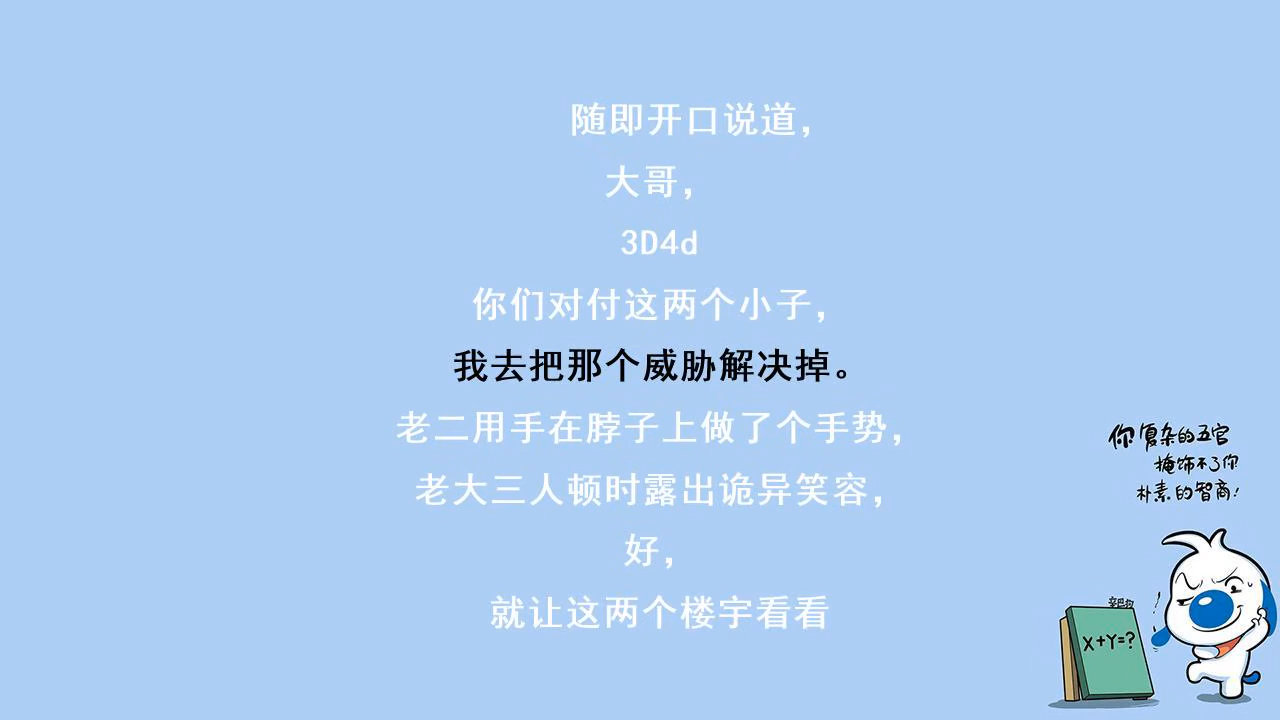 随即开口说道，
大哥，
3D4d
你们对付这两个小子，
我去把那个威胁解决掉。
老二用手在脖子上做了个手势，
老大三人顿时露出诡异笑容，
好，
就让这两个楼宇看看
你复杂的五官
掩饰不了你
朴素的智商！
X+Y=?